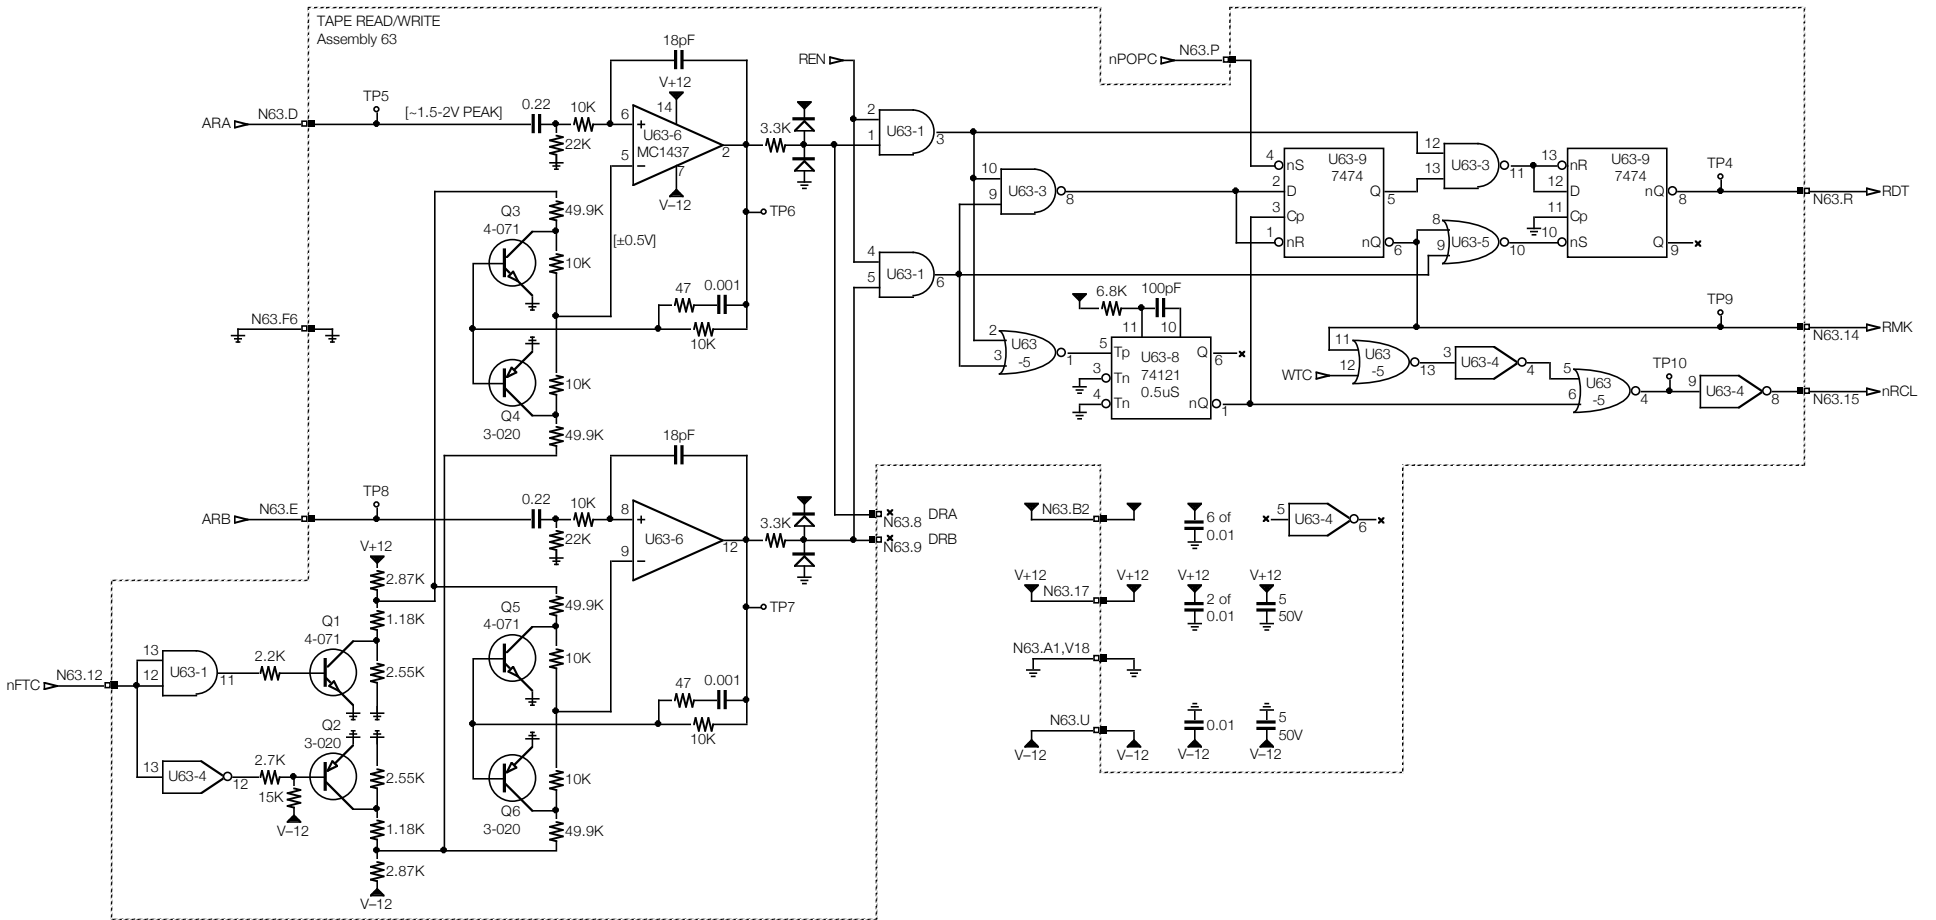 TAPE READ/WRITE
Assembly 63
18pF
V+12
REN
nPOPC
N63.P
ARA
N63.D
TP5
[~1.5-2V PEAK]
0.22
10K
22K
6
14
+
U63-6
MC1437
5
−
7
2
V−12
3.3K
2
1
U63-1
3
10
9
U63-3
8
4
nS
2
D
3
Cp
1
nR
U63-9
7474
Q
5
nQ
6
12
13
U63-3
11
13
nR
12
D
11
Cp
10
nS
U63-9
7474
nQ
8
Q
9
TP4
N63.R
RDT
8
9
U63-5
10
TP6
Q3
4-071
49.9K
10K
[±0.5V]
47
0.001
10K
4
5
U63-1
6
6.8K
100pF
11
10
2
3
U63
-5
1
5
Tp
3
Tn
4
Tn
U63-8
74121
0.5uS
Q
6
nQ
1
TP9
N63.14
RMK
WTC
11
12
U63
-5
13
3
U63-4
4
5
6
U63
-5
4
TP10
9
U63-4
8
N63.15
nRCL
N63.F6
Q4
3-020
10K
49.9K
18pF
ARB
N63.E
TP8
0.22
10K
22K
8
+
9
−
U63-6
12
3.3K
N63.8
DRA
N63.9
DRB
N63.B2
6 of
0.01
5
U63-4
6
V+12
2.87K
1.18K
2.55K
V+12
N63.17
V+12
V+12
2 of
0.01
V+12
5
50V
TP7
Q5
4-071
49.9K
10K
47
0.001
10K
nFTC
N63.12
13
12
U63-1
11
2.2K
Q1
4-071
N63.A1,V18
Q2
3-020
13
U63-4
12
2.7K
15K
V−12
2.55K
1.18K
2.87K
V−12
Q6
3-020
10K
49.9K
N63.U
V−12
V−12
0.01
V−12
5
50V
V−12